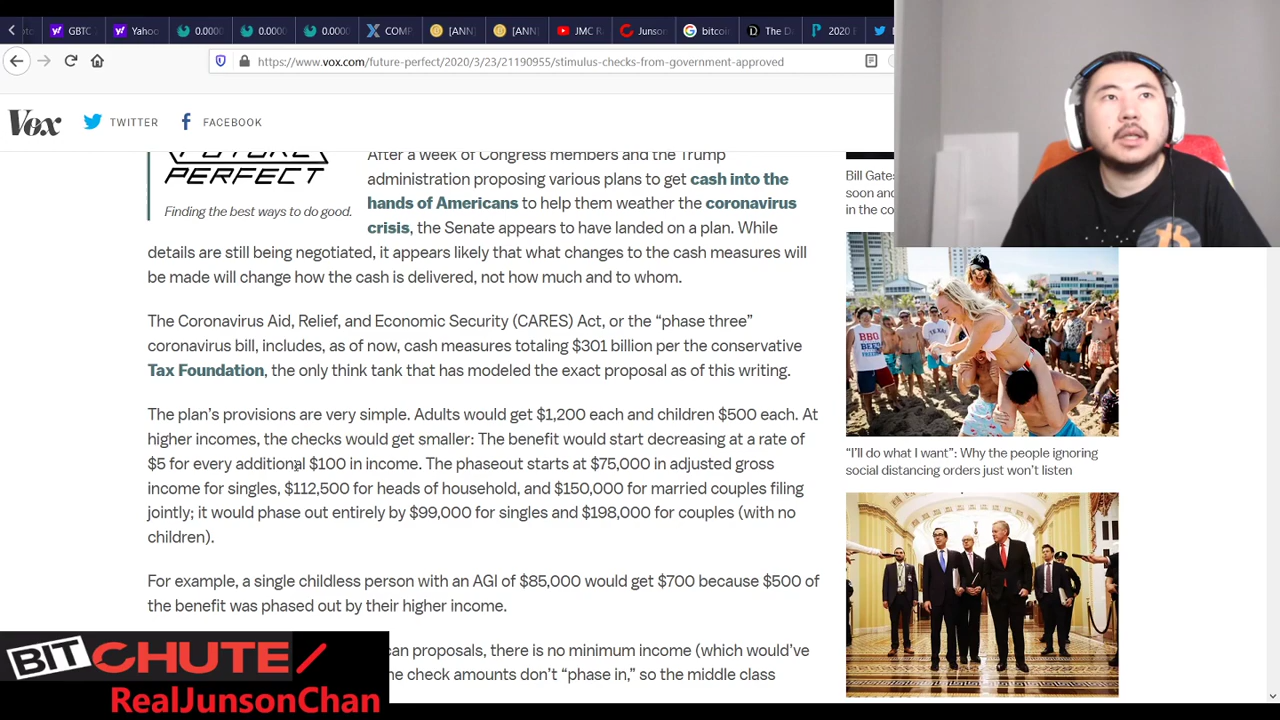 GBTC
Yahoo
0.0000
0.0000
0.0000
COMP
[ANN]
[ANN]
JMC R
Junson
bitcoi
The D
2020 E
https://www.vox.com/future-perfect/2020/3/23/21190955/stimulus-checks-from-government-approved
Vox
TWITTER
FACEBOOK
FUTURE
PERFECT
Finding the best ways to do good.
After a week of Congress members and the Trump
administration proposing various plans to get cash into the
hands of Americans to help them weather the coronavirus
crisis, the Senate appears to have landed on a plan. While
details are still being negotiated, it appears likely that what changes to the cash measures will
be made will change how the cash is delivered, not how much and to whom.
The Coronavirus Aid, Relief, and Economic Security (CARES) Act, or the “phase three”
coronavirus bill, includes, as of now, cash measures totaling $301 billion per the conservative
Tax Foundation, the only think tank that has modeled the exact proposal as of this writing.
The plan’s provisions are very simple. Adults would get $1,200 each and children $500 each. At
higher incomes, the checks would get smaller: The benefit would start decreasing at a rate of
$5 for every additional $100 in income. The phaseout starts at $75,000 in adjusted gross
income for singles, $112,500 for heads of household, and $150,000 for married couples filing
jointly; it would phase out entirely by $99,000 for singles and $198,000 for couples (with no
children).
For example, a single childless person with an AGI of $85,000 would get $700 because $500 of
the benefit was phased out by their higher income.
can proposals, there is no minimum income (which would’ve
he check amounts don’t “phase in,” so the middle class
Bill Gates
soon and
in the co
BBQ
BEER
FREEDOM
TEXAS
“I’ll do what I want”: Why the people ignoring
social distancing orders just won’t listen
BITCHUTE
RealJunsonChan